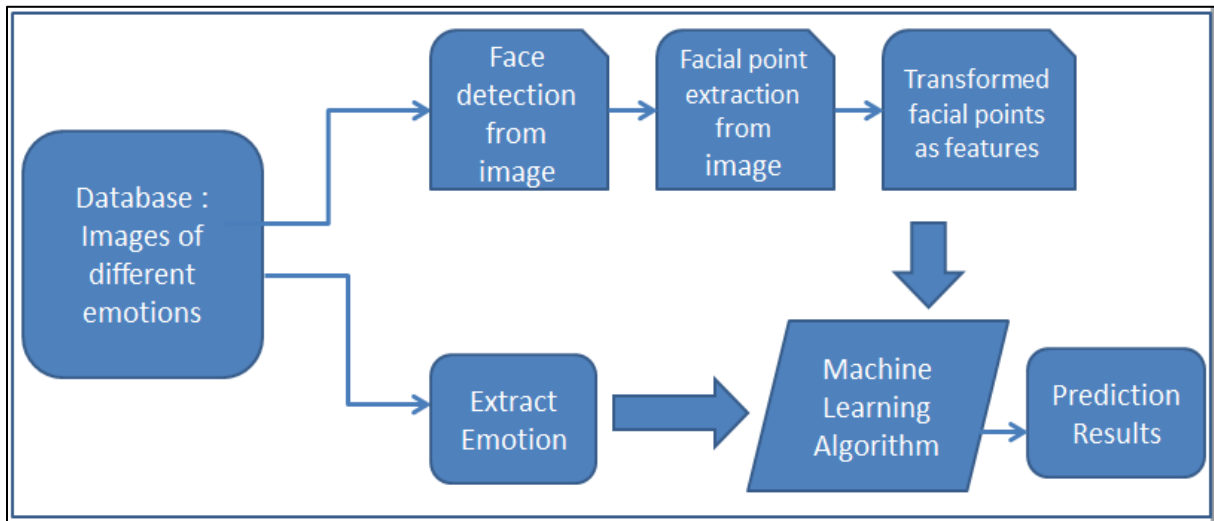 Database :
Images of
different
emotions
Face
detection
from
image
Facial point
extraction
from
image
Transformed
facial points
as features
Extract
Emotion
Machine
Learning
Algorithm
Prediction
Results